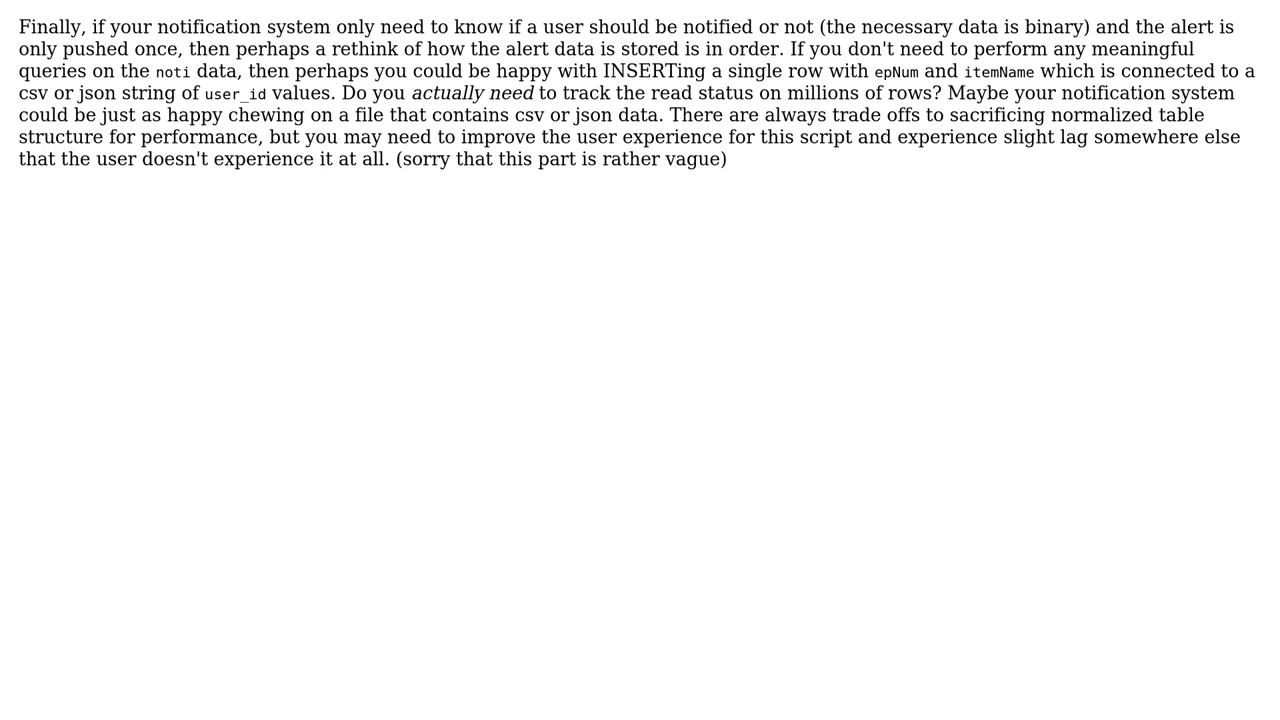 Finally, if your notification system only need to know if a user should be notified or not (the necessary data is binary) and the alert is
only pushed once, then perhaps a rethink of how the alert data is stored is in order. If you don't need to perform any meaningful
queries on the noti data, then perhaps you could be happy with INSERTing a single row with epNum and itemName which is connected to a
csv or json string of user_id values. Do you actually need to track the read status on millions of rows? Maybe your notification system
could be just as happy chewing on a file that contains csv or json data. There are always trade offs to sacrificing normalized table
structure for performance, but you may need to improve the user experience for this script and experience slight lag somewhere else
that the user doesn't experience it at all. (sorry that this part is rather vague)